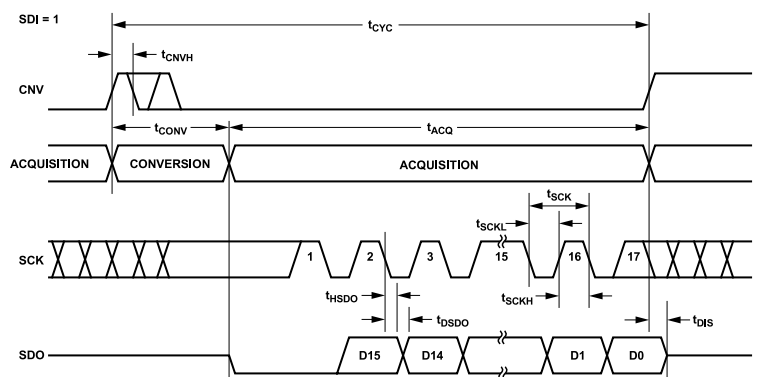 SDI = 1
tCYC
tCNVH
CNV
tCONV
tACQ
ACQUISITION
CONVERSION
ACQUISITION
tSCK
tSCKL
SCK
1
2
3
15
16
17
tHSDO
tSCKH
tDSDO
tDIS
SDO
D15
D14
D1
D0